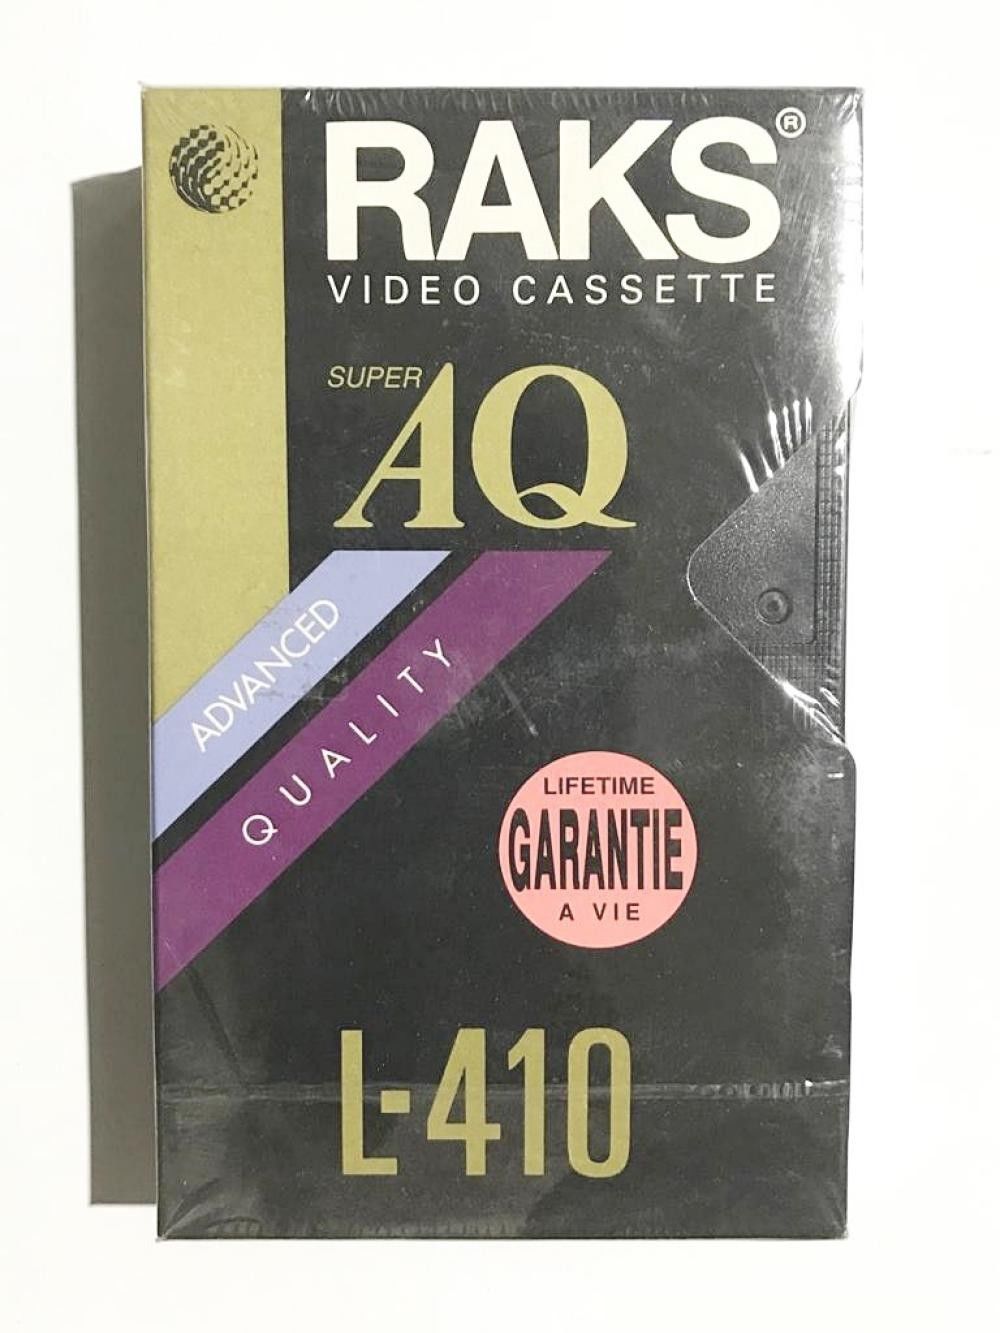 RAKS®
VIDEO CASSETTE
SUPER
AQ
ADVANCED
QUALITY
LIFETIME
GARANTIE
A VIE
L-410